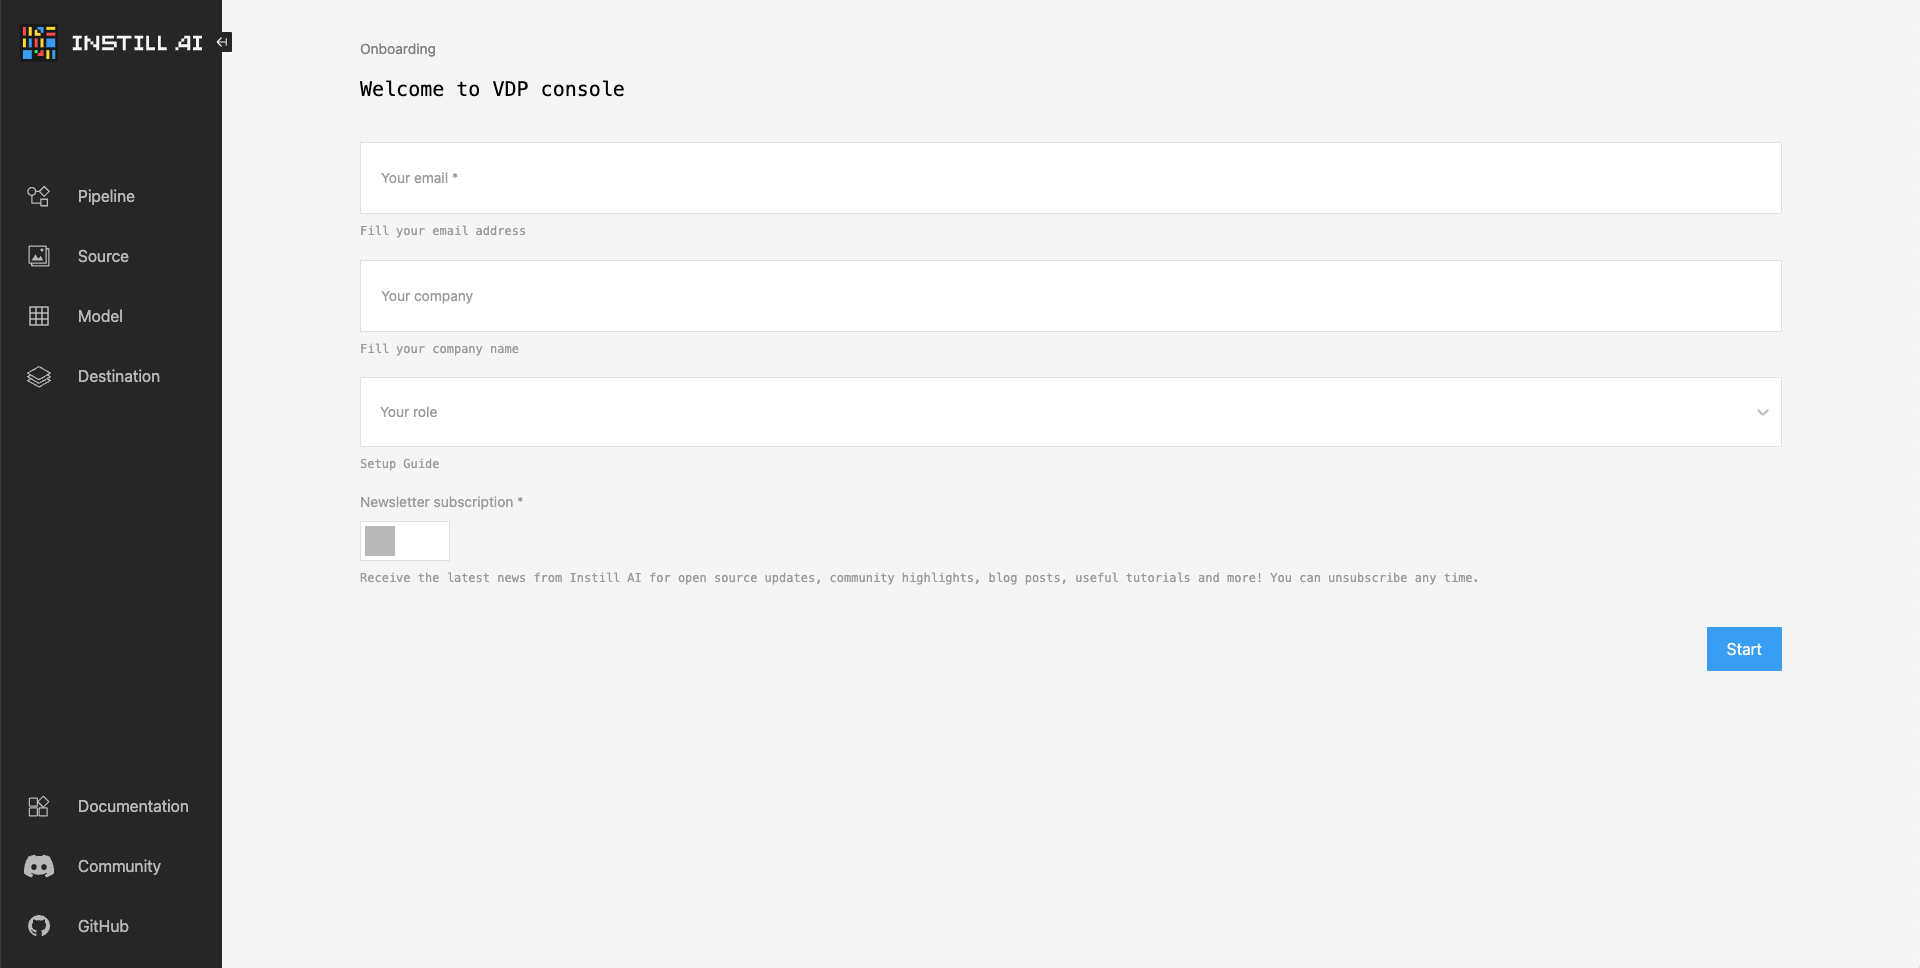 INSTILL AI
Pipeline
Source
Model
Destination
Documentation
Community
GitHub
Onboarding
Welcome to VDP console
Your email *
Fill your email address
Your company
Fill your company name
Your role
Setup Guide
Newsletter subscription *
Receive the latest news from Instill AI for open source updates, community highlights, blog posts, useful tutorials and more! You can unsubscribe any time.
Start